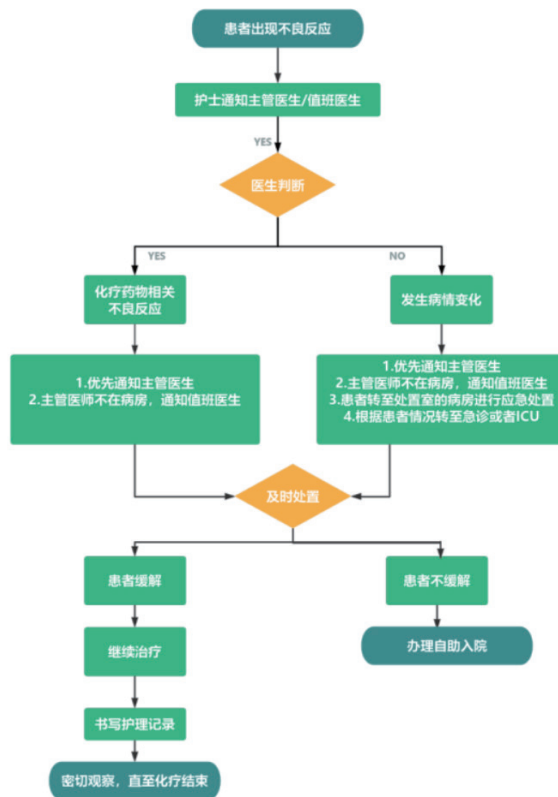 患者出现不良反应
护士通知主管医生/值班医生
YES
医生判断
YES
NO
化疗药物相关
不良反应
发生病情变化
1.优先通知主管医生
2.主管医师不在病房，通知值班医生
1.优先通知主管医生
2.主管医师不在病房，通知值班医生
3.患者转至处置室的病房进行应急处置
4.根据患者情况转至急诊或者ICU
及时处置
患者缓解
患者不缓解
继续治疗
办理自助入院
书写护理记录
密切观察，直至化疗结束